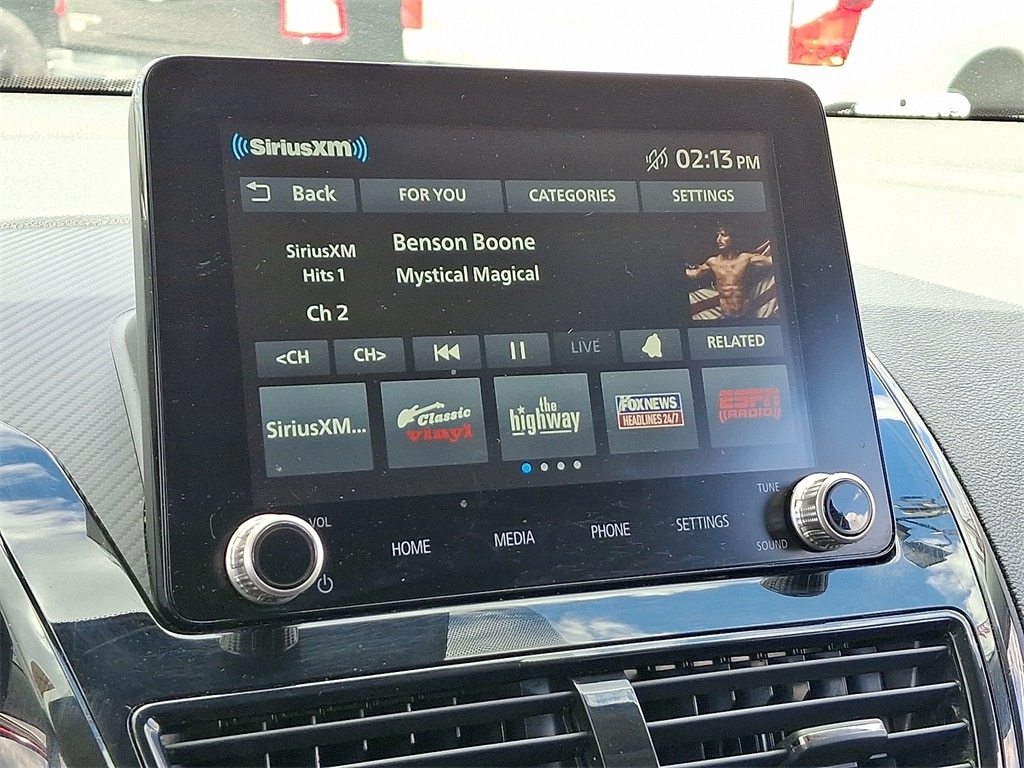 SiriusXM
02:13 PM
Back FOR YOU CATEGORIES SETTINGS
SiriusXM
Hits 1
Ch 2
Benson Boone
Mystical Magical
<CH CH> LIVE RELATED
SiriusXM...
Classic
vinyl
the
highway
FOX NEWS
HEADLINES 24/7
ESPN
RADIO
VOL HOME MEDIA PHONE SETTINGS
TUNE
SOUND